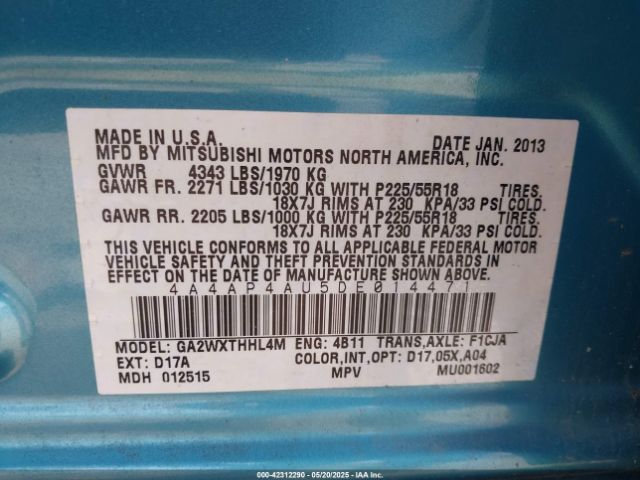 MADE IN U.S.A. DATE JAN. 2013
MFD BY MITSUBISHI MOTORS NORTH AMERICA, INC.
GVWR 4343 LBS/1970 KG
GAWR FR. 2271 LBS/1030 KG WITH P225/55R18 TIRES.
18X7J RIMS AT 230 KPA/33 PSI COLD.
GAWR RR. 2205 LBS/1000 KG WITH P225/55R18 TIRES.
18X7J RIMS AT 230 KPA/33 PSI COLD.
THIS VEHICLE CONFORMS TO ALL APPLICABLE FEDERAL MOTOR
VEHICLE SAFETY AND THEFT PREVENTION STANDARDS IN
EFFECT ON THE DATE OF MANUFACTURE SHOWN ABOVE.
4A4AP4AU5DE014471
MODEL: GA2WXTHHL4M ENG: 4B11 TRANS,AXLE: F1CJA
EXT: D17A COLOR,INT,OPT: D17,05X,A04
MDH 012515 MPV MU001602
000-42312290 - 05/20/2025 - IAA Inc.